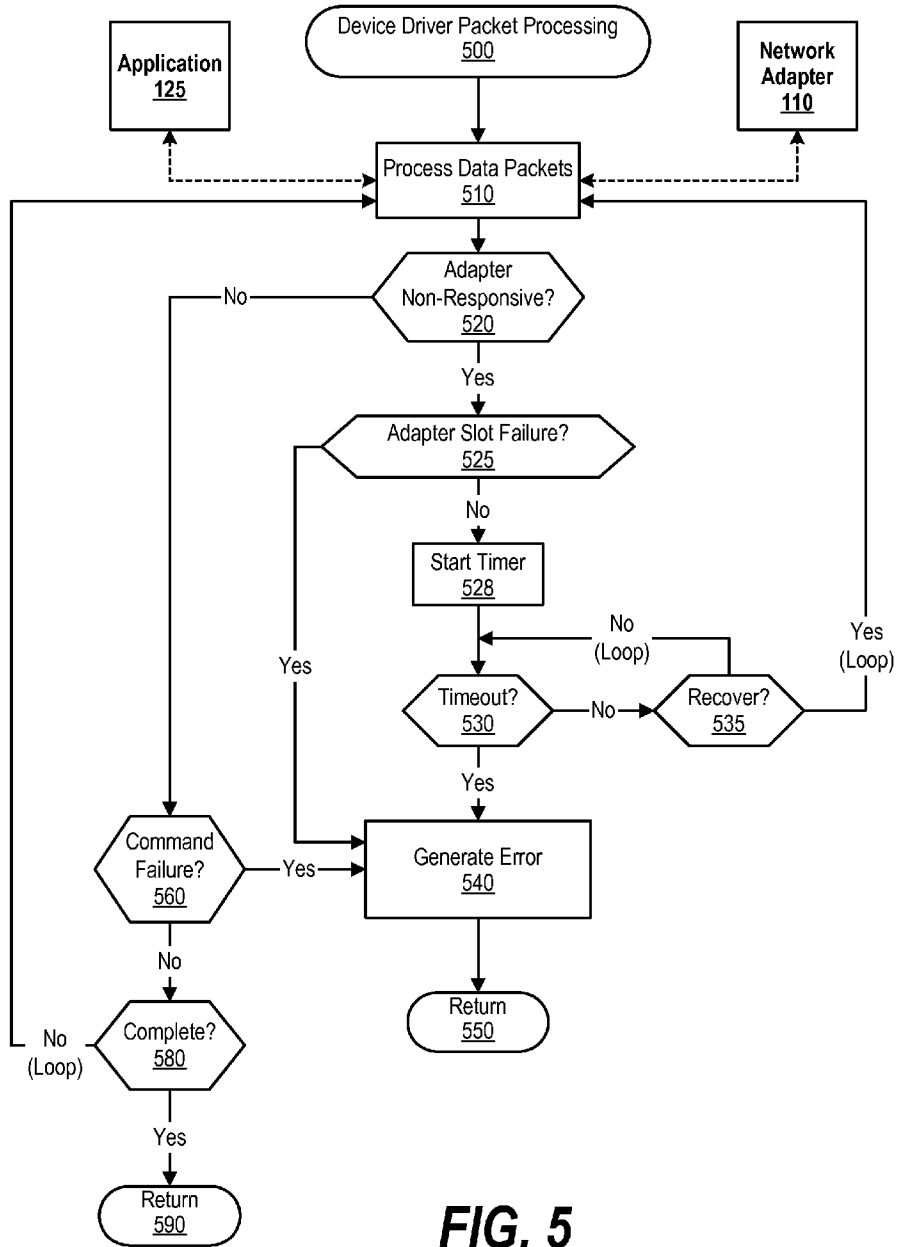 Device Driver Packet Processing
500
Application
125
Network
Adapter
110
Process Data Packets
510
Adapter
Non-Responsive?
520
No
Yes
Adapter Slot Failure?
525
No
Start Timer
528
No
(Loop)
Yes
(Loop)
Yes
Timeout?
530
No
Recover?
535
Yes
Command
Failure?
560
Yes
Generate Error
540
No
Complete?
580
No
(Loop)
Return
550
Yes
Return
590
FIG. 5